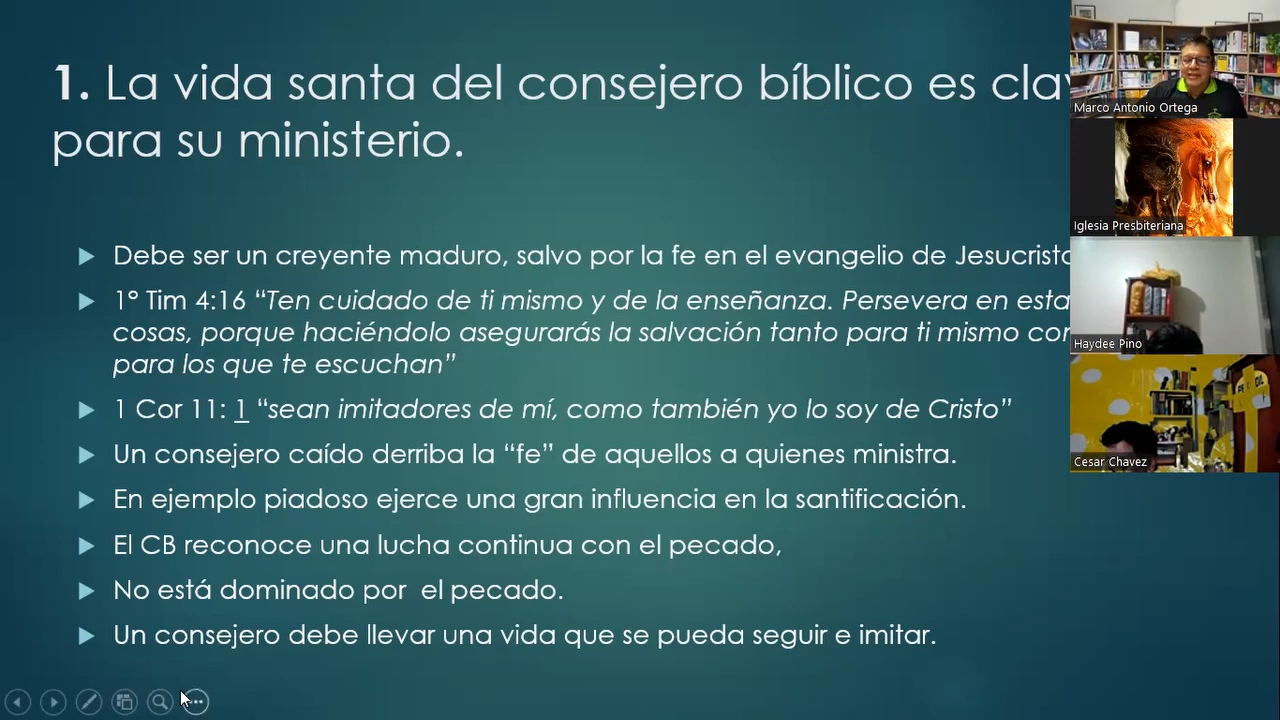 1. La vida santa del consejero bíblico es cla
para su ministerio.
Debe ser un creyente maduro, salvo por la fe en el evangelio de Jesucristo
1° Tim 4:16 “Ten cuidado de ti mismo y de la enseñanza. Persevera en esta
cosas, porque haciéndolo asegurarás la salvación tanto para ti mismo co
para los que te escuchan”
1 Cor 11: 1 “sean imitadores de mí, como también yo lo soy de Cristo”
Un consejero caído derriba la “fe” de aquellos a quienes ministra.
En ejemplo piadoso ejerce una gran influencia en la santificación.
El CB reconoce una lucha continua con el pecado,
No está dominado por  el pecado.
Un consejero debe llevar una vida que se pueda seguir e imitar.
Marco Antonio Ortega
Iglesia Presbiteriana
Haydee Pino
Cesar Chavez